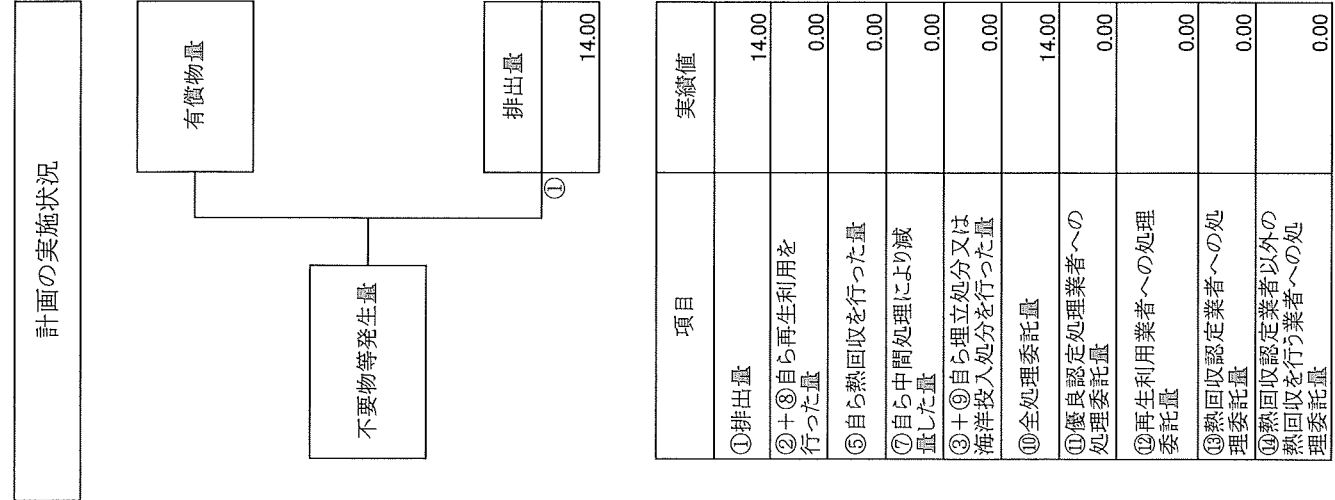 計画の実施状況
有償物量
不要物等発生量
排出量
①
14.00
項目
実績値
①排出量
14.00
②+⑧自ら再生利用を
行った量
0.00
⑤自ら熱回収を行った量
0.00
⑦自ら中間処理により減
量した量
0.00
③+⑨自ら埋立処分又は
海洋投入処分を行った量
0.00
⑩全処理委託量
14.00
⑪優良認定処理業者への
処理委託量
0.00
⑫再生利用業者への処理
委託量
0.00
⑬熱回収認定業者への処
理委託量
0.00
⑭熱回収認定業者以外の
熱回収を行う業者への処
理委託量
0.00